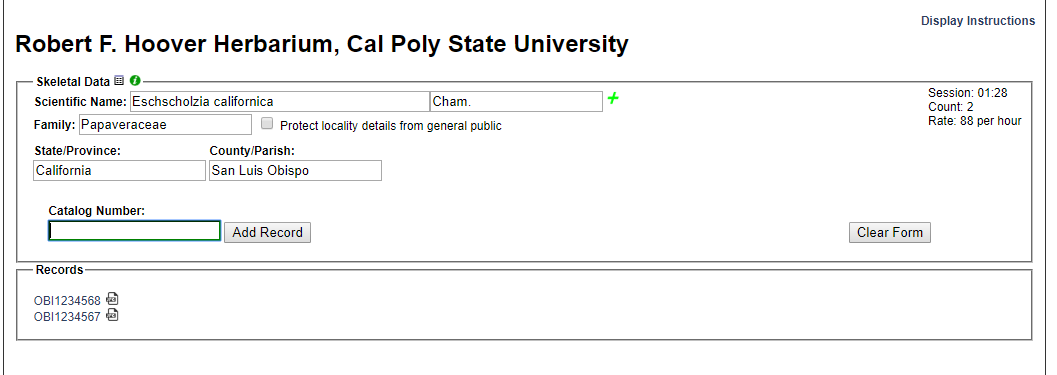 Display Instructions
Robert F. Hoover Herbarium, Cal Poly State University
Skeletal Data
Scientific Name: Eschscholzia californica Cham.
Session: 01:28
Count: 2
Rate: 88 per hour
Family: Papaveraceae Protect locality details from general public
State/Province: County/Parish:
California San Luis Obispo
Catalog Number:
Add Record Clear Form
Records
OBI1234568
OBI1234567